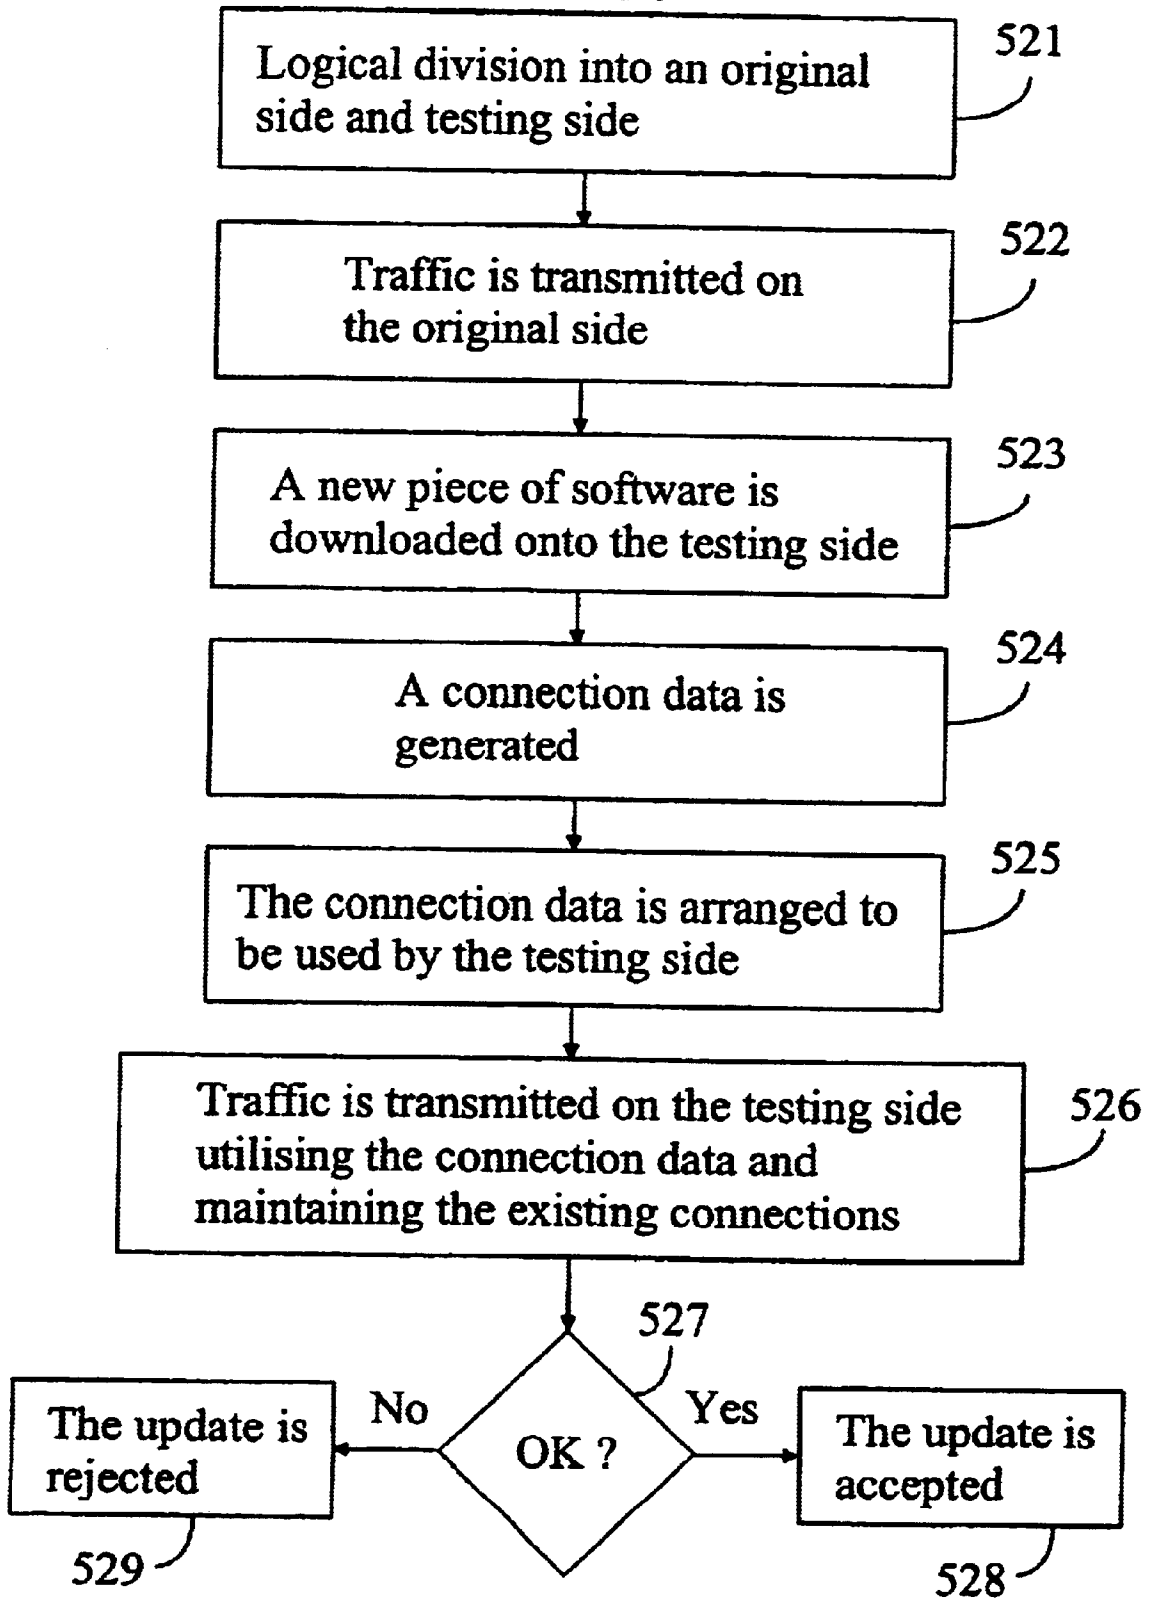 521
Logical division into an original
side and testing side
522
Traffic is transmitted on
the original side
523
A new piece of software is
downloaded onto the testing side
524
A connection data is
generated
525
The connection data is arranged to
be used by the testing side
526
Traffic is transmitted on the testing side
utilising the connection data and
maintaining the existing connections
527
No
Yes
OK ?
The update is
rejected
The update is
accepted
529
528